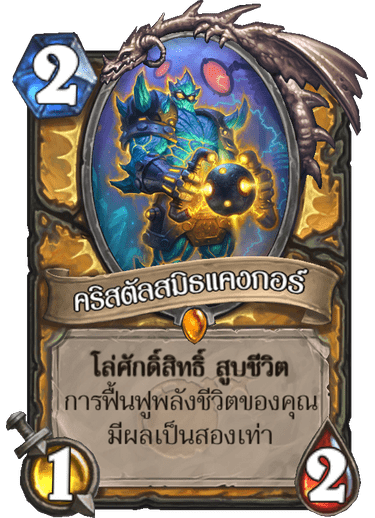 2
คริสตัลสมิธแคงกอร์
โล่ศักดิ์สิทธิ์ สูบชีวิต
การฟื้นฟูพลังชีวิตของคุณ
มีผลเป็นสองเท่า
1
2